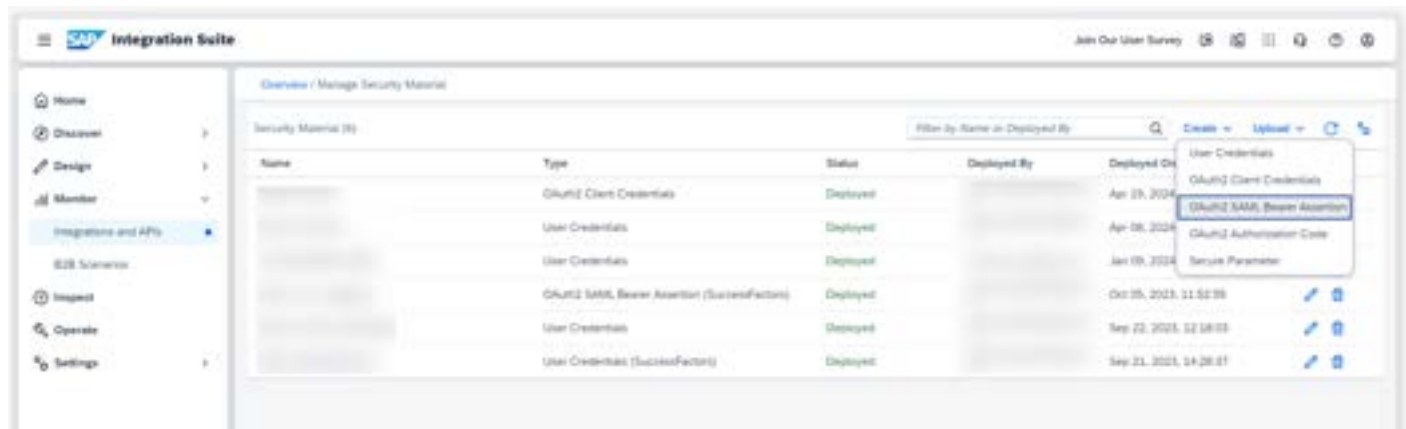 SAP Integration Suite
Join Our User Survey
Home
Discover
Design
Monitor
Integrations and APIs
B2B Scenarios
Inspect
Operate
Settings
Overview / Manage Security Material
Security Material (6)
Filter by Name or Deployed By
Create
Upload
Name Type Status Deployed By Deployed On
User Credentials
OAuth2 Client Credentials
OAuth2 SAML Bearer Assertion
OAuth2 Authorization Code
Secure Parameter
OAuth2 Client Credentials Deployed Apr 19, 2024
User Credentials Deployed Apr 08, 2024
User Credentials Deployed Jan 09, 2024
OAuth2 SAML Bearer Assertion (SuccessFactors) Deployed Oct 05, 2023, 11:52:55
User Credentials Deployed Sep 22, 2023, 12:18:03
User Credentials (SuccessFactors) Deployed Sep 21, 2023, 14:28:37